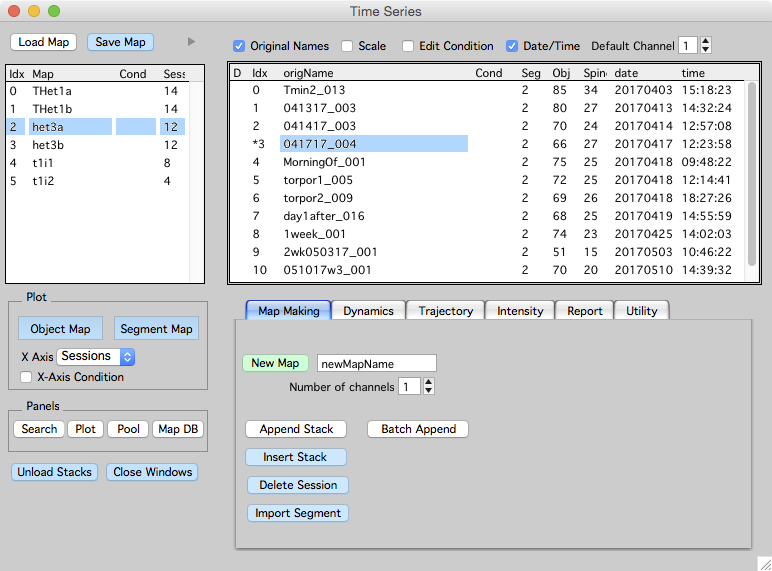 Time Series
Load Map Save Map
Original Names Scale Edit Condition Date/Time Default Channel 1
Idx Map Cond Sess
0 THet1a 14
1 THet1b 14
2 het3a 12
3 het3b 12
4 t1i1 8
5 t1i2 4
D Idx origName Cond Seg Obj Spine date time
0 Tmin2_013 2 85 34 20170403 15:18:23
1 041317_003 2 80 27 20170413 14:32:24
2 041417_003 2 70 24 20170414 12:57:08
*3 041717_004 2 66 27 20170417 12:23:58
4 MorningOf_001 2 75 25 20170418 09:48:22
5 torpor1_005 2 72 25 20170418 12:14:41
6 torpor2_009 2 69 26 20170418 18:27:26
7 day1after_016 2 68 25 20170419 14:55:59
8 1week_001 2 74 23 20170425 14:02:03
9 2wk050317_001 2 51 15 20170503 10:46:22
10 051017w3_001 2 70 20 20170510 14:39:32
Plot
Object Map Segment Map
X Axis Sessions
X-Axis Condition
Panels
Search Plot Pool Map DB
Unload Stacks Close Windows
Map Making Dynamics Trajectory Intensity Report Utility
New Map newMapName
Number of channels 1
Append Stack Batch Append
Insert Stack
Delete Session
Import Segment